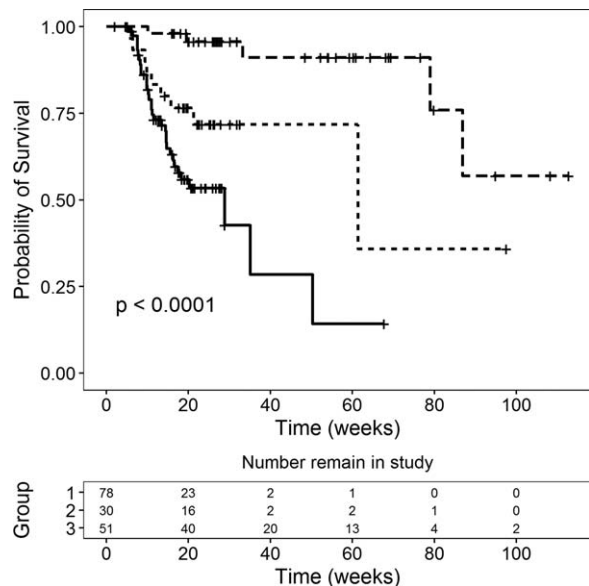 1.00
0.75
0.50
0.25
0.00
Probability of Survival
p < 0.0001
0 20 40 60 80 100
Time (weeks)
Number remain in study
Group
1 78 23 2 1 0 0
2 30 16 2 2 1 0
3 51 40 20 13 4 2
0 20 40 60 80 100
Time (weeks)